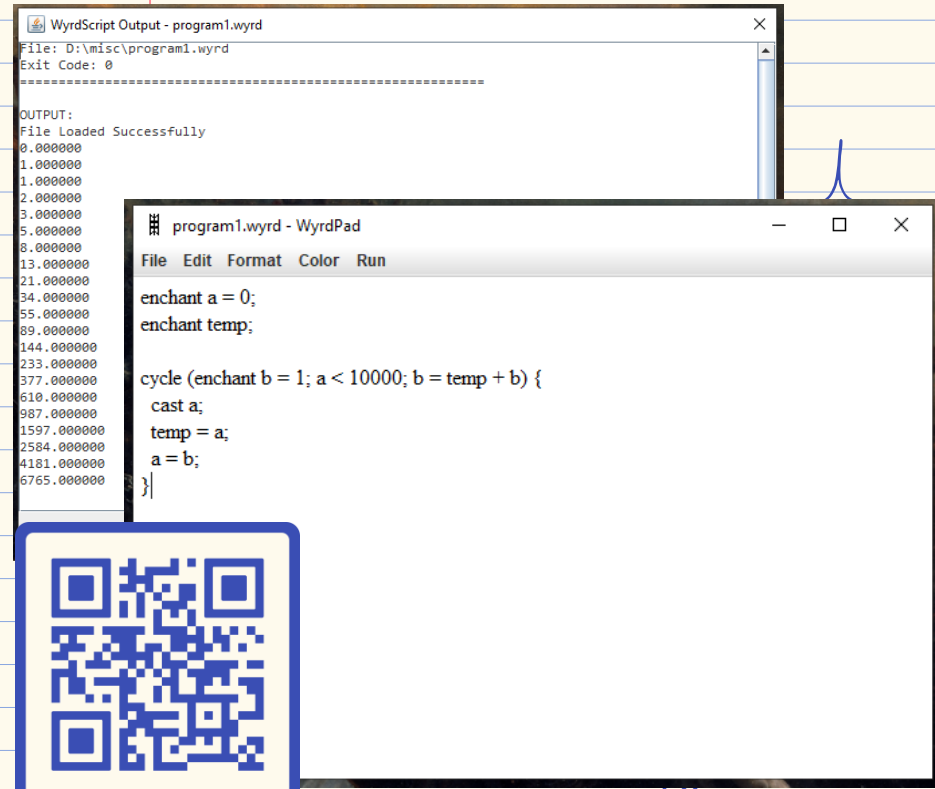 WyrdScript Output - program1.wyrd
File: D:\misc\program1.wyrd
Exit Code: 0
============================================================
OUTPUT:
File Loaded Successfully
0.000000
1.000000
1.000000
2.000000
3.000000
5.000000
8.000000
13.000000
21.000000
34.000000
55.000000
89.000000
144.000000
233.000000
377.000000
610.000000
987.000000
1597.000000
2584.000000
4181.000000
6765.000000
program1.wyrd - WyrdPad
File Edit Format Color Run
enchant a = 0;
enchant temp;
cycle (enchant b = 1; a < 10000; b = temp + b) {
cast a;
temp = a;
a = b;
}